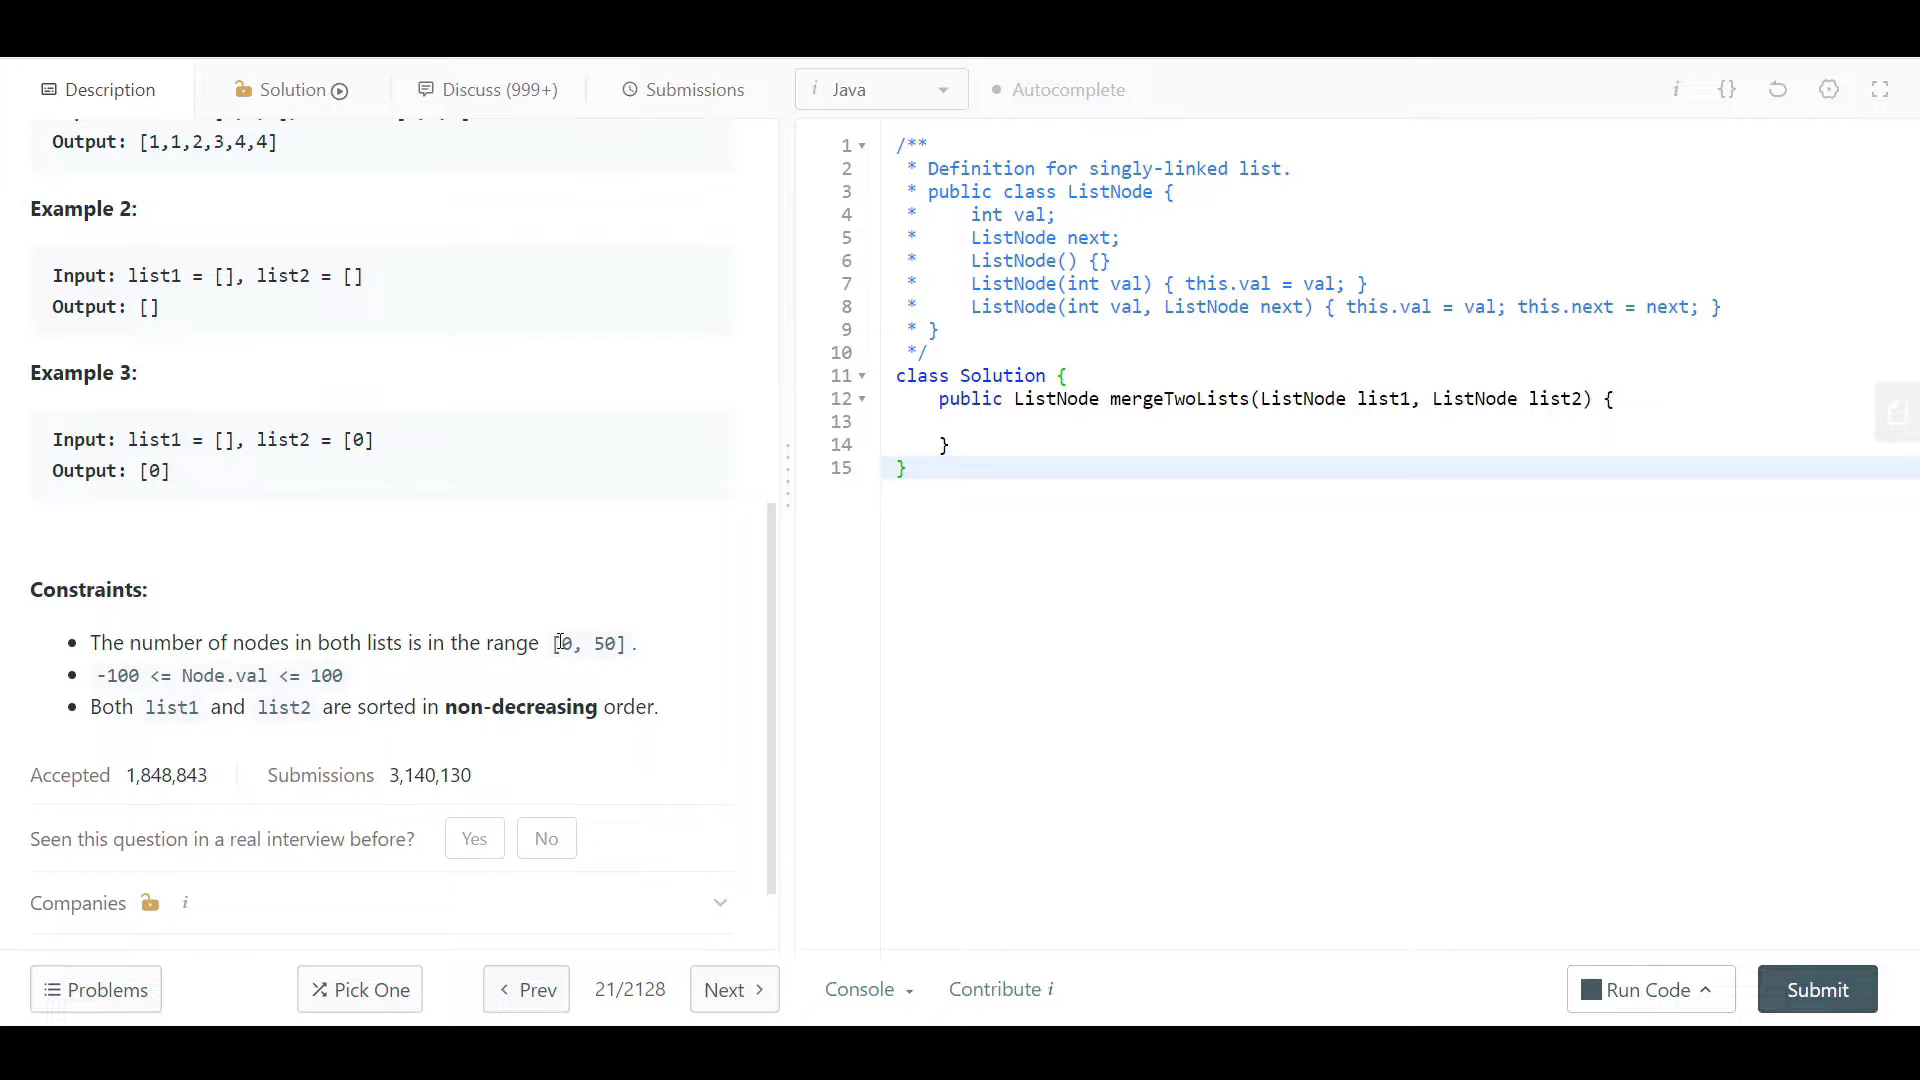 Description
Solution
Discuss (999+)
Submissions
i Java
Autocomplete
i {}
Output: [1,1,2,3,4,4]
Example 2:
Input: list1 = [], list2 = []
Output: []
Example 3:
Input: list1 = [], list2 = [0]
Output: [0]
Constraints:
The number of nodes in both lists is in the range [0, 50].
-100 <= Node.val <= 100
Both list1 and list2 are sorted in non-decreasing order.
Accepted 1,848,843 Submissions 3,140,130
Seen this question in a real interview before? Yes No
Companies i
Problems
Pick One
Prev
21/2128
Next
1 /**
2 * Definition for singly-linked list.
3 * public class ListNode {
4 * int val;
5 * ListNode next;
6 * ListNode() {}
7 * ListNode(int val) { this.val = val; }
8 * ListNode(int val, ListNode next) { this.val = val; this.next = next; }
9 * }
10 */
11 class Solution {
12 public ListNode mergeTwoLists(ListNode list1, ListNode list2) {
13
14 }
15 }
Console
Contribute i
Run Code
Submit